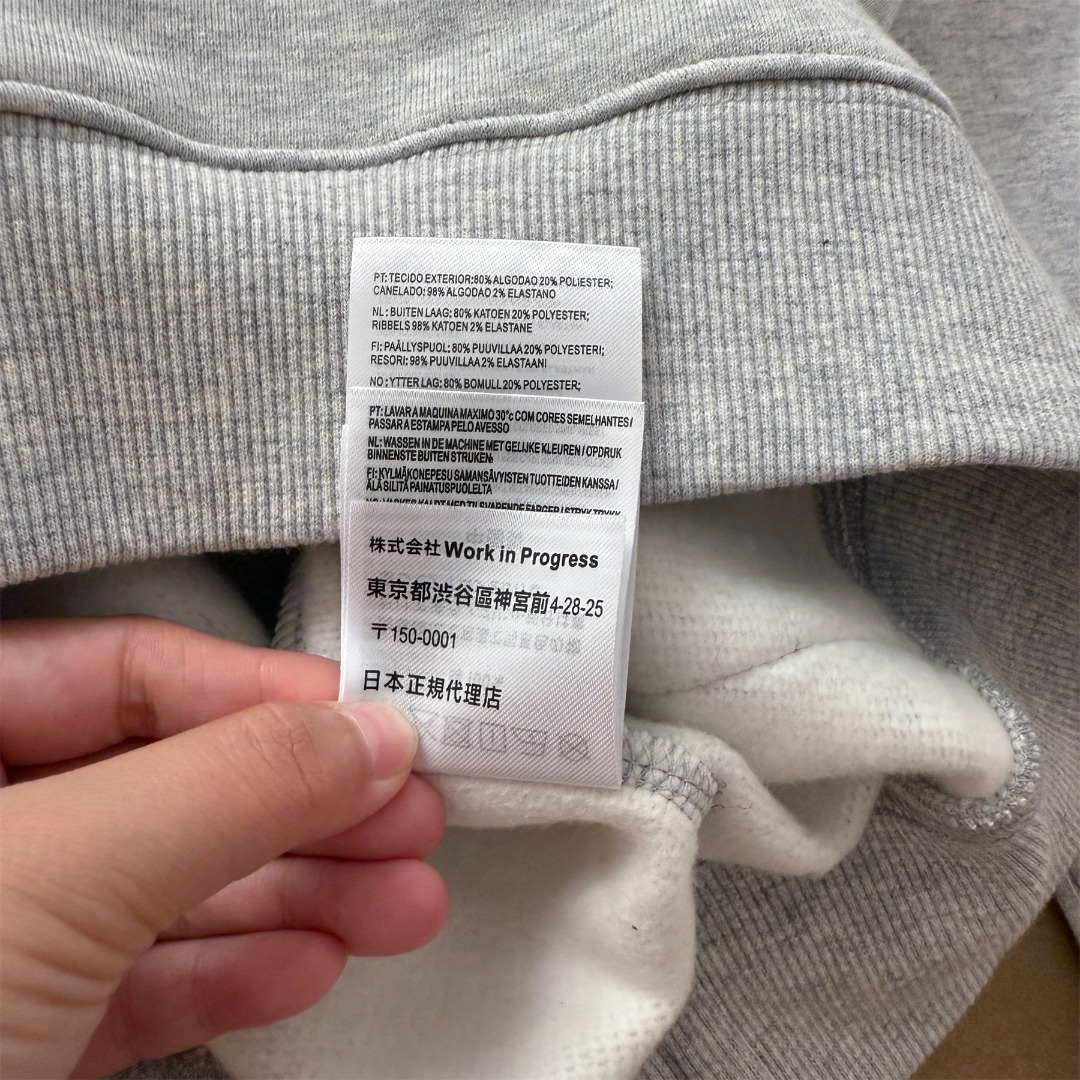 PT: TECIDO EXTERIOR:80% ALGODAO 20% POLIESTER;
CANELADO: 98% ALGODAO 2% ELASTANO
NL: BUITEN LAAG: 80% KATOEN 20% POLYESTER;
RIBBELS 98% KATOEN 2% ELASTANE
FI: PAÄLLYSPUOL: 80% PUUVILLAA 20% POLYESTERI;
RESORI: 98% PUUVILLAA 2% ELASTAANI
NO: YTTER LAG: 80% BOMULL 20% POLYESTER;
PT: LAVAR A MAQUINA MAXIMO 30°c COM CORES SEMELHANTES /
PASSAR A ESTAMPA PELO AVESSO
NL: WASSEN IN DE MACHINE MET GELIJKE KLEUREN / OPDRUK
BINNENSTE BUITEN STRUKEN
FI: KYLMÄKONEPESU SAMANSÄVYISTEN TUOTTEIDEN KANSSA /
ÄLÄ SILITÄ PAINATUSPUOLELTA
株式会社 Work in Progress
東京都渋谷區神宮前4-28-25
〒150-0001
日本正規代理店